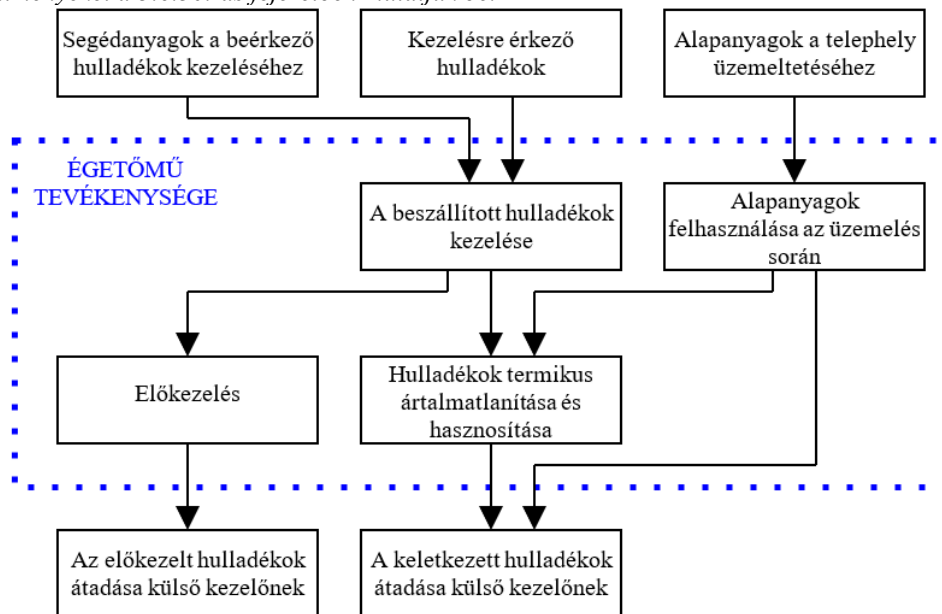 Segédanyagok a beérkező
hulladékok kezeléséhez
Kezelésre érkező
hulladékok
Alapanyagok a telephely
üzemeltetéséhez
ÉGETŐMŰ
TEVÉKENYSÉGE
A beszállított hulladékok
kezelése
Alapanyagok
felhasználása az üzemelés
során
Előkezelés
Hulladékok termikus
ártalmatlanítása és
hasznosítása
Az előkezelt hulladékok
átadása külső kezelőnek
A keletkezett hulladékok
átadása külső kezelőnek